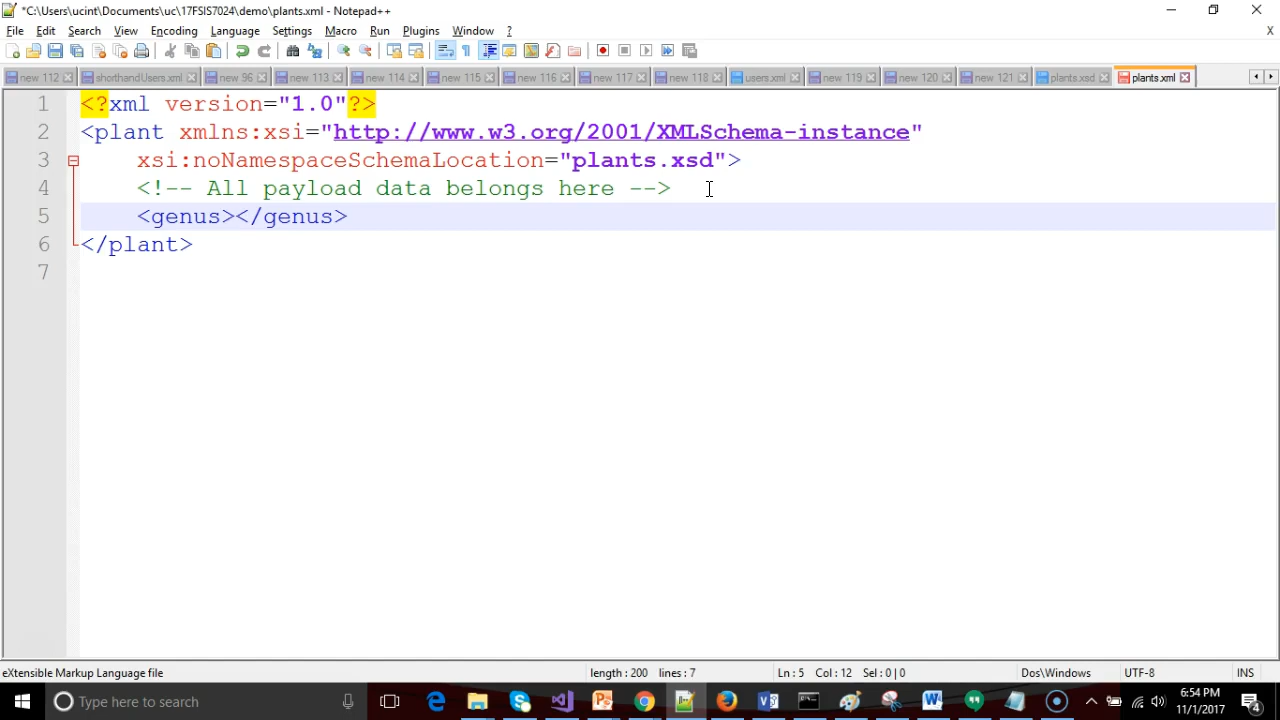 *C:\Users\ucint\Documents\uc\17FSIS7024\demo\plants.xml - Notepad++
File Edit Search View Encoding Language Settings Macro Run Plugins Window ? X
new 112 shorthandUsers.xml new 96 new 113 new 114 new 115 new 116 new 117 new 118 users.xml new 119 new 120 new 121 plants.xsd plants.xml
1 <?xml version="1.0"?>
2 <plant xmlns:xsi="http://www.w3.org/2001/XMLSchema-instance"
3 xsi:noNamespaceSchemaLocation="plants.xsd">
4 <!-- All payload data belongs here -->
5 <genus></genus>
6 </plant>
7
eXtensible Markup Language file length : 200 lines : 7 Ln : 5 Col : 12 Sel : 0 | 0 Dos\Windows UTF-8 INS
Type here to search 6:54 PM
11/1/2017 4